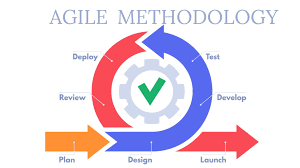 AGILE METHODOLOGY
Deploy
Test
Review
Develop
Plan
Design
Launch